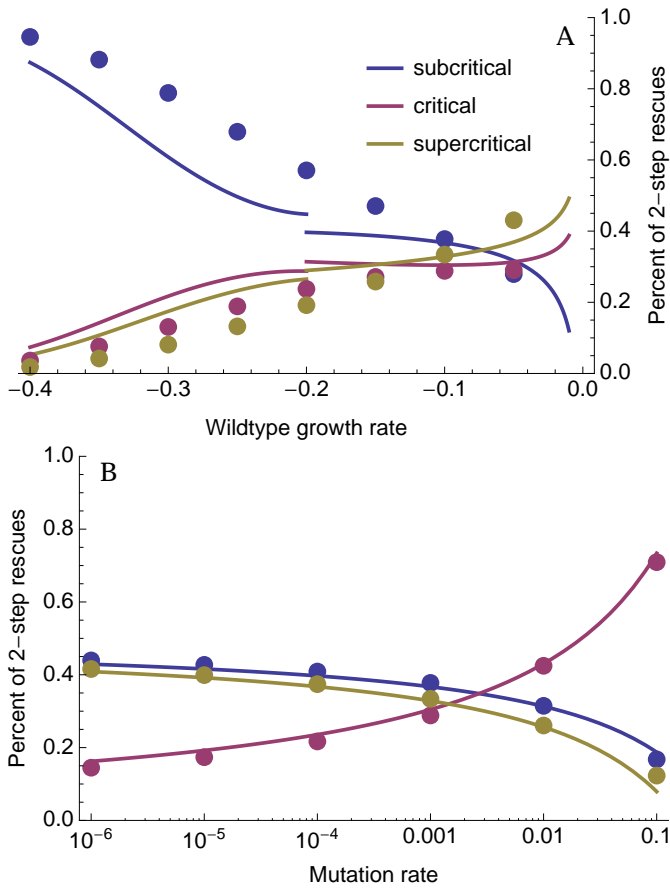 A
subcritical
critical
supercritical
1.0
0.8
0.6
0.4
0.2
0.0
Percent of 2−step rescues
−0.4
−0.3
−0.2
−0.1
0.0
Wildtype growth rate
B
1.0
0.8
0.6
0.4
0.2
0.0
Percent of 2−step rescues
10⁻⁶
10⁻⁵
10⁻⁴
0.001
0.01
0.1
Mutation rate